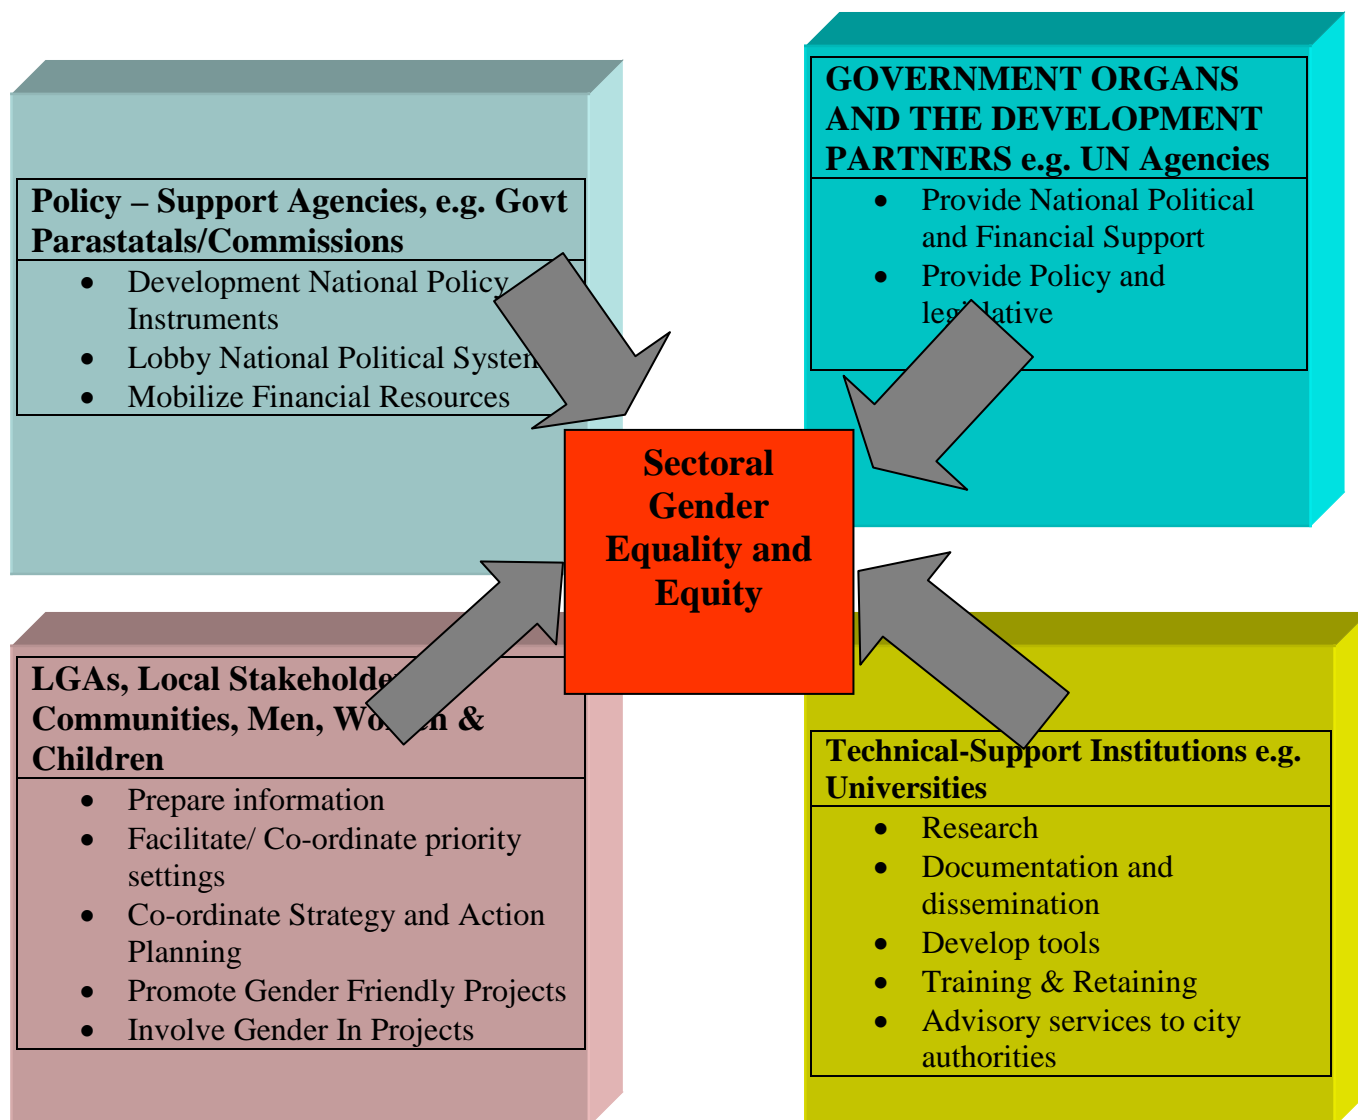 Policy – Support Agencies, e.g. Govt
Parastatals/Commissions
• Development National Policy
Instruments
• Lobby National Political System
• Mobilize Financial Resources
GOVERNMENT ORGANS
AND THE DEVELOPMENT
PARTNERS e.g. UN Agencies
• Provide National Political
and Financial Support
• Provide Policy and
legislative
Sectoral
Gender
Equality and
Equity
LGAs, Local Stakeholde
Communities, Men, Women &
Children
• Prepare information
• Facilitate/ Co-ordinate priority
settings
• Co-ordinate Strategy and Action
Planning
• Promote Gender Friendly Projects
• Involve Gender In Projects
Technical-Support Institutions e.g.
Universities
• Research
• Documentation and
dissemination
• Develop tools
• Training & Retaining
• Advisory services to city
authorities